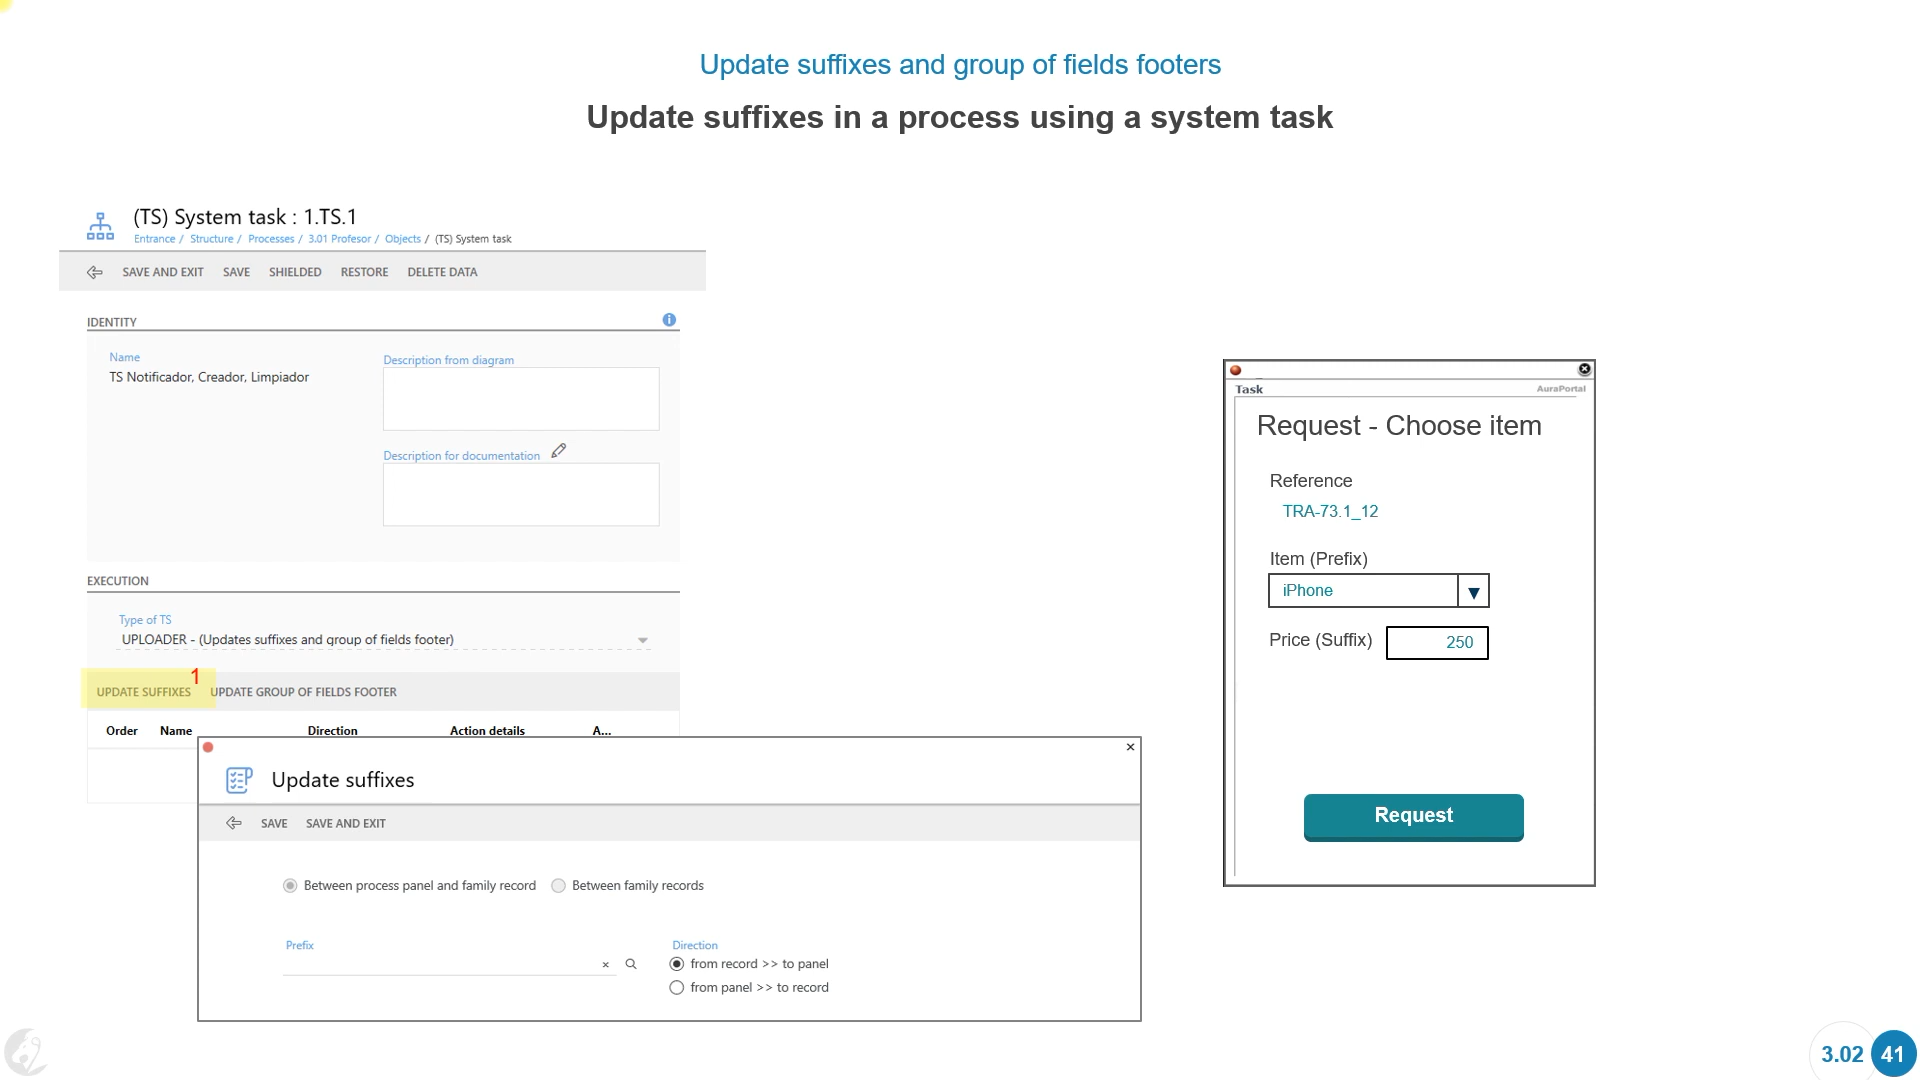 Update suffixes and group of fields footers
Update suffixes in a process using a system task
(TS) System task : 1.TS.1
Entrance / Structure / Processes / 3.01 Profesor / Objects / (TS) System task
SAVE AND EXIT SAVE SHIELDED RESTORE DELETE DATA
IDENTITY
Name
TS Notificador, Creador, Limpiador
Description from diagram
Description for documentation
EXECUTION
Type of TS
UPLOADER - (Updates suffixes and group of fields footer)
1
UPDATE SUFFIXES UPDATE GROUP OF FIELDS FOOTER
Order Name Direction Action details A...
Update suffixes
SAVE SAVE AND EXIT
Between process panel and family record Between family records
Prefix
Direction
from record >> to panel
from panel >> to record
Task AuraPortal
Request - Choose item
Reference
TRA-73.1_12
Item (Prefix)
iPhone
Price (Suffix) 250
Request
3.02 41